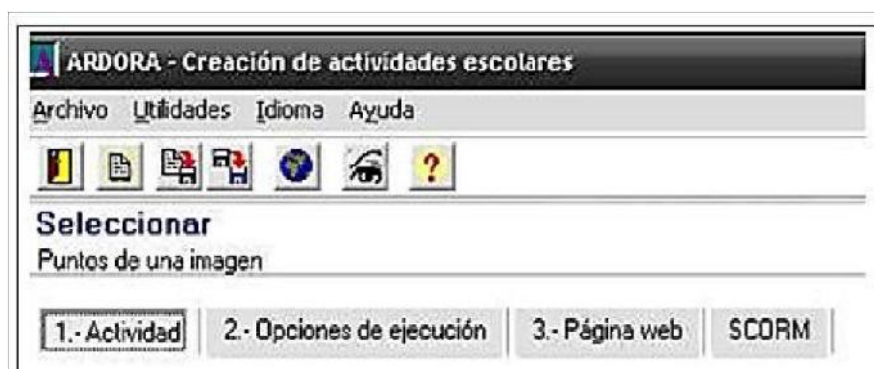 ARDORA - Creación de actividades escolares
Archivo Utilidades Idioma Ayuda
?
Seleccionar
Puntos de una imagen
1.- Actividad 2.- Opciones de ejecución 3.- Página web SCORM